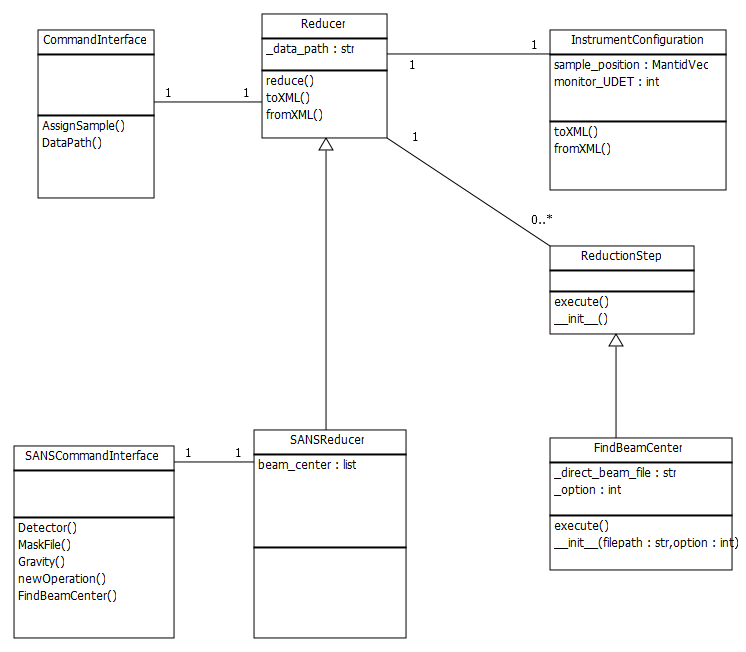 CommandInterface
AssignSample()
DataPath()
1
1
Reducer
_data_path : str
reduce()
toXML()
fromXML()
1
1
InstrumentConfiguration
sample_position : MantidVec
monitor_UDET : int
toXML()
fromXML()
1
0..*
ReductionStep
execute()
__init__()
SANSCommandInterface
Detector()
MaskFile()
Gravity()
newOperation()
FindBeamCenter()
1
1
SANSReducer
beam_center : list
FindBeamCenter
_direct_beam_file : str
_option : int
execute()
__init__(filepath : str,option : int)